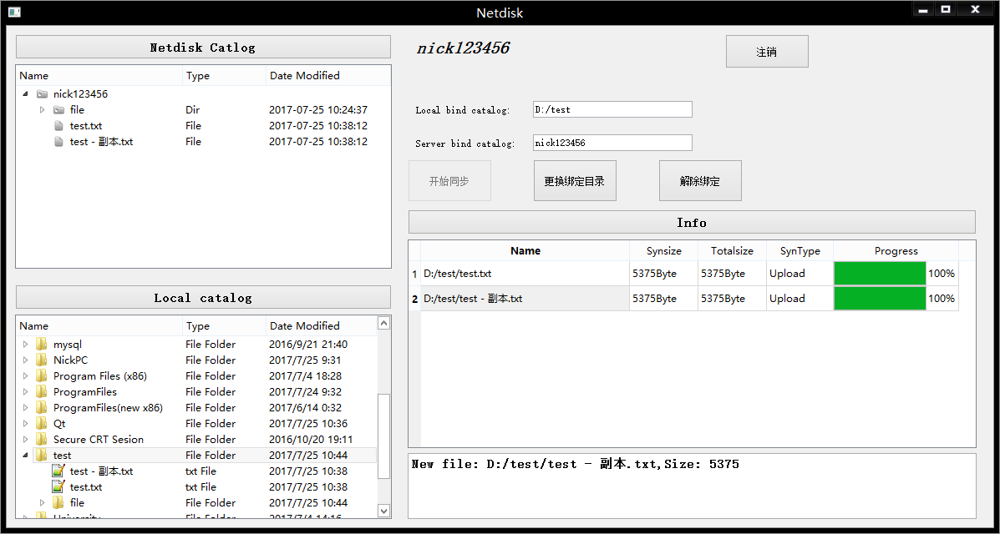 Netdisk
Netdisk Catlog
Name Type Date Modified
nick123456
file Dir 2017-07-25 10:24:37
test.txt File 2017-07-25 10:38:12
test - 副本.txt File 2017-07-25 10:38:12
Local catalog
Name Type Date Modified
mysql File Folder 2016/9/21 21:40
NickPC File Folder 2017/7/25 9:31
Program Files (x86) File Folder 2017/7/4 18:28
ProgramFiles File Folder 2017/7/24 9:32
ProgramFiles(new x86) File Folder 2017/6/14 0:32
Qt File Folder 2017/7/25 10:36
Secure CRT Sesion File Folder 2016/10/20 19:11
test File Folder 2017/7/25 10:44
test - 副本.txt txt File 2017/7/25 10:38
test.txt txt File 2017/7/25 10:38
file File Folder 2017/7/25 10:44
University File Folder 2017/7/4 14:16
nick123456
注销
Local bind catalog: D:/test
Server bind catalog: nick123456
开始同步 更换绑定目录 解除绑定
Info
Name Synsize Totalsize SynType Progress
1 D:/test/test.txt 5375Byte 5375Byte Upload 100%
2 D:/test/test - 副本.txt 5375Byte 5375Byte Upload 100%
New file: D:/test/test - 副本.txt,Size: 5375